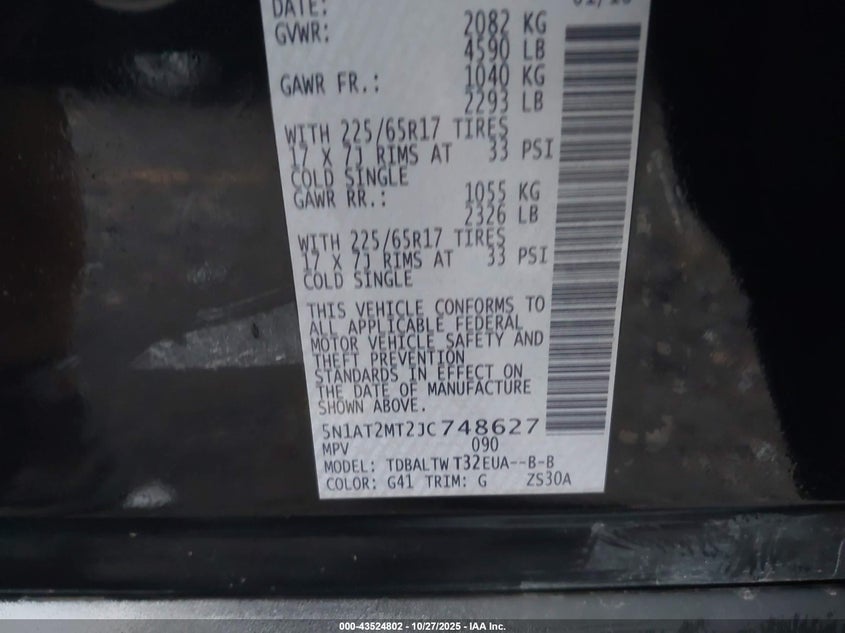 DATE:
GVWR: 2082 KG
4590 LB
GAWR FR.: 1040 KG
2293 LB
WITH 225/65R17 TIRES
17 X 7J RIMS AT 33 PSI
COLD SINGLE
GAWR RR.: 1055 KG
2326 LB
WITH 225/65R17 TIRES
17 X 7J RIMS AT 33 PSI
COLD SINGLE
THIS VEHICLE CONFORMS TO
ALL APPLICABLE FEDERAL
MOTOR VEHICLE SAFETY AND
THEFT PREVENTION
STANDARDS IN EFFECT ON
THE DATE OF MANUFACTURE
SHOWN ABOVE.
5N1AT2MT2JC748627
MPV 090
MODEL: TDBALTW T32EUA--B-B
COLOR: G41 TRIM: G ZS30A
000-43524802 - 10/27/2025 - IAA Inc.